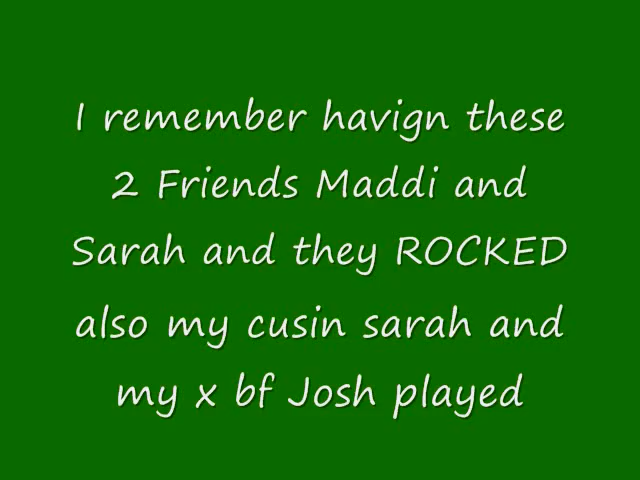 I remember havign these
2 Friends Maddi and
Sarah and they ROCKED
also my cusin sarah and
my x bf Josh played